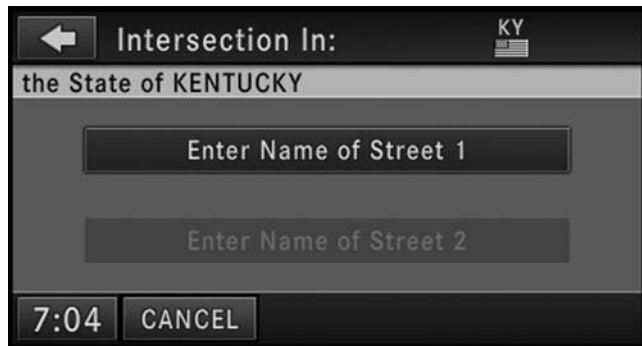 Intersection In:
KY
the State of KENTUCKY
Enter Name of Street 1
Enter Name of Street 2
7:04
CANCEL